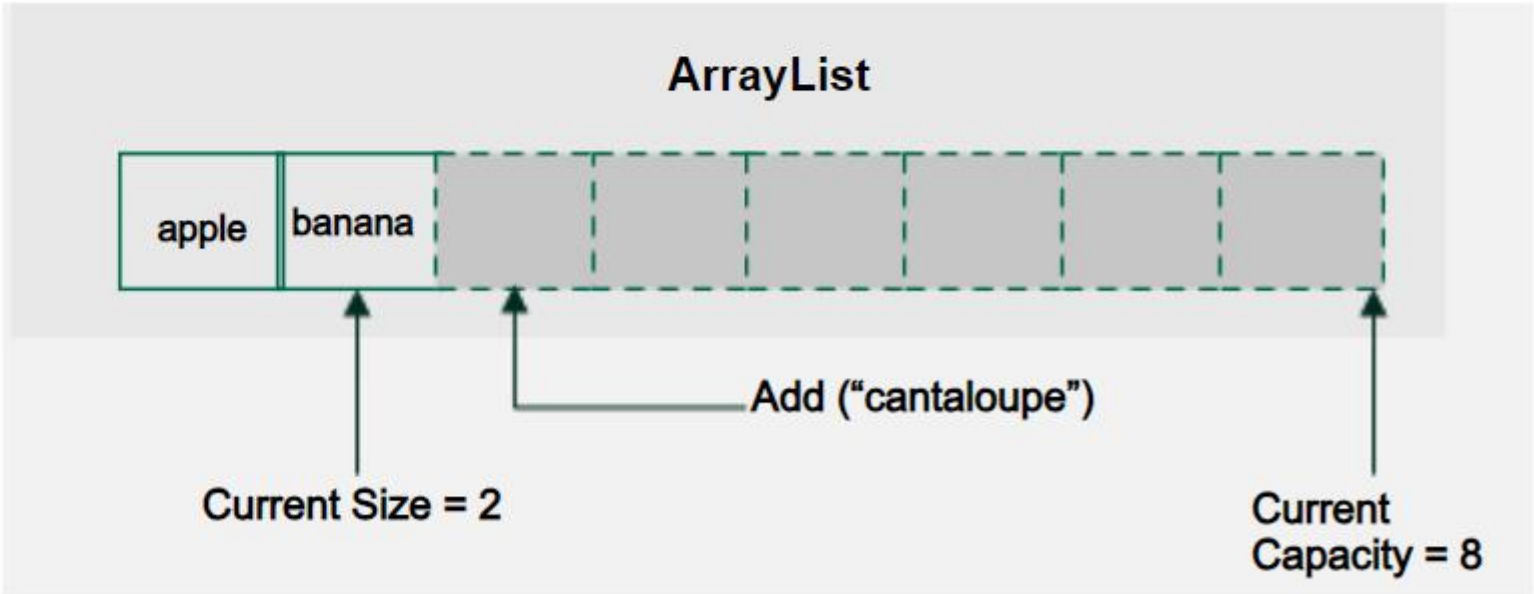 ArrayList
apple
banana
Add (“cantaloupe”)
Current Size = 2
Current
Capacity = 8